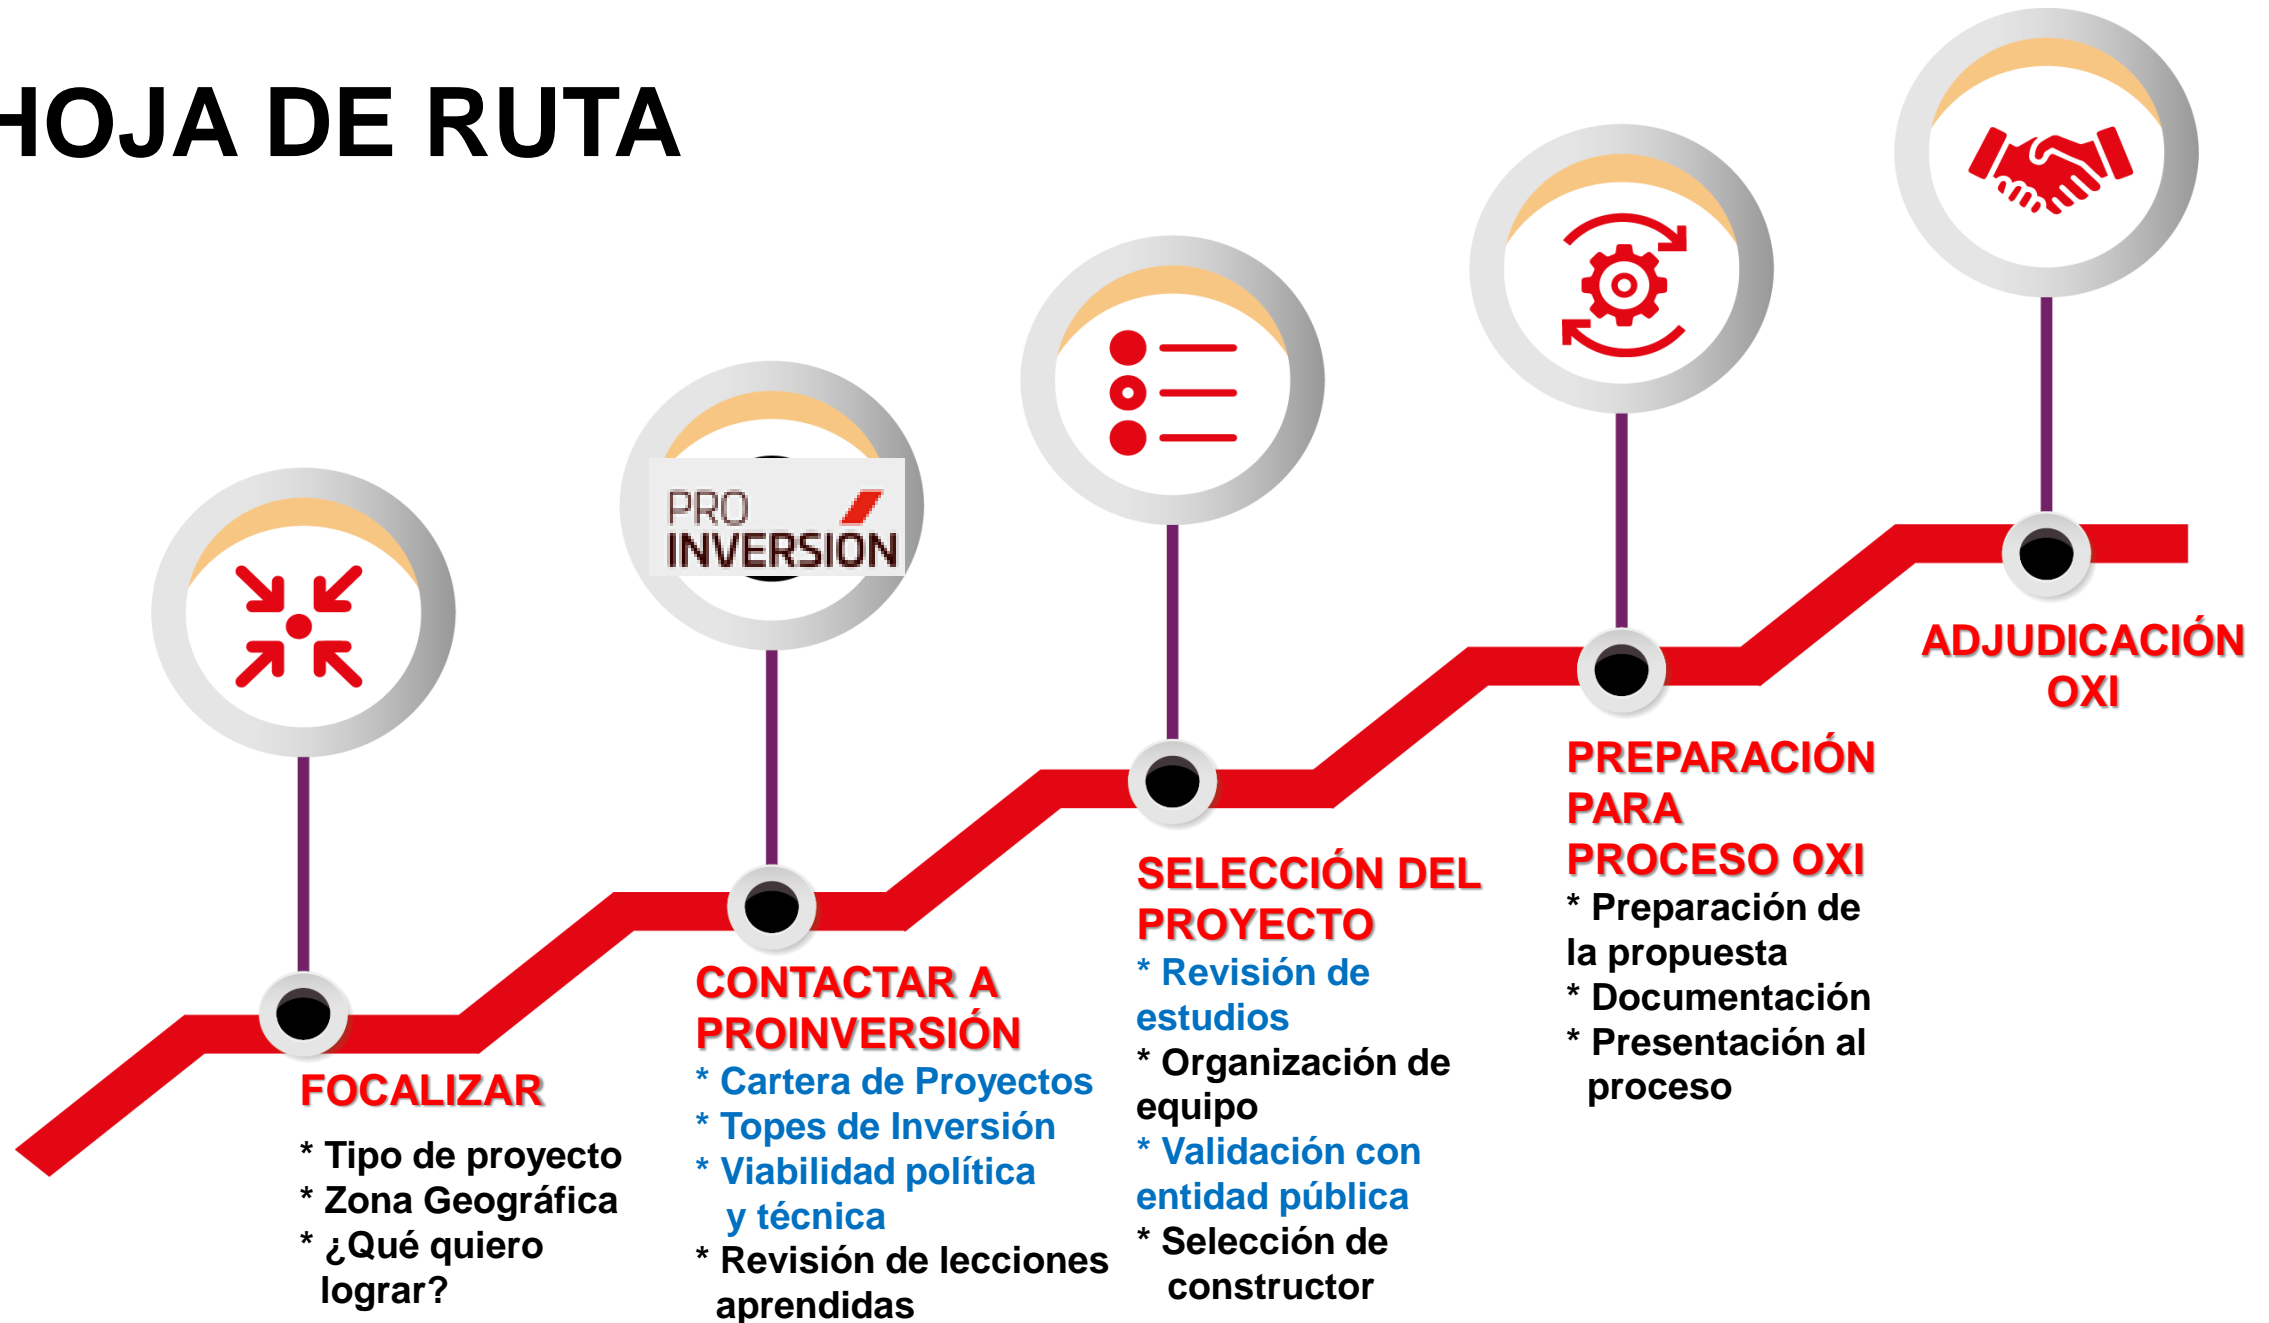 HOJA DE RUTA
PRO
INVERSIÓN
FOCALIZAR
* Tipo de proyecto
* Zona Geográfica
* ¿Qué quiero
lograr?
CONTACTAR A
PROINVERSIÓN
* Cartera de Proyectos
* Topes de Inversión
* Viabilidad política
y técnica
* Revisión de lecciones
aprendidas
SELECCIÓN DEL
PROYECTO
* Revisión de
estudios
* Organización de
equipo
* Validación con
entidad pública
* Selección de
constructor
PREPARACIÓN
PARA
PROCESO OXI
* Preparación de
la propuesta
* Documentación
* Presentación al
proceso
ADJUDICACIÓN
OXI